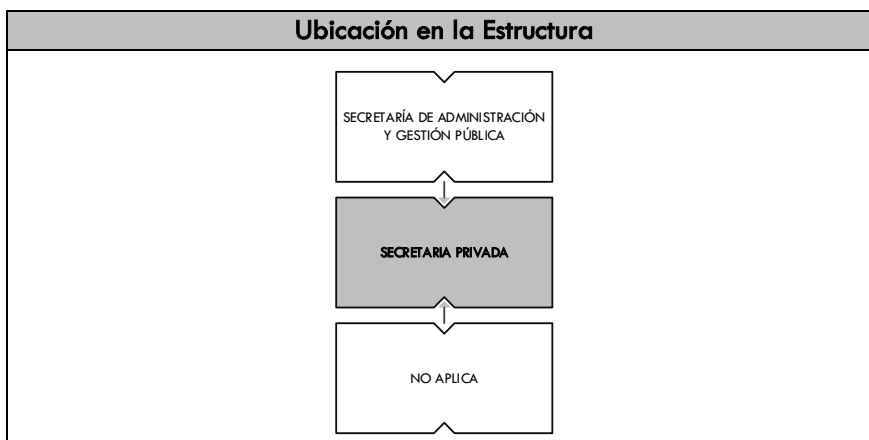 Ubicación en la Estructura
SECRETARÍA DE ADMINISTRACIÓN
Y GESTIÓN PÚBLICA
SECRETARIA PRIVADA
NO APLICA